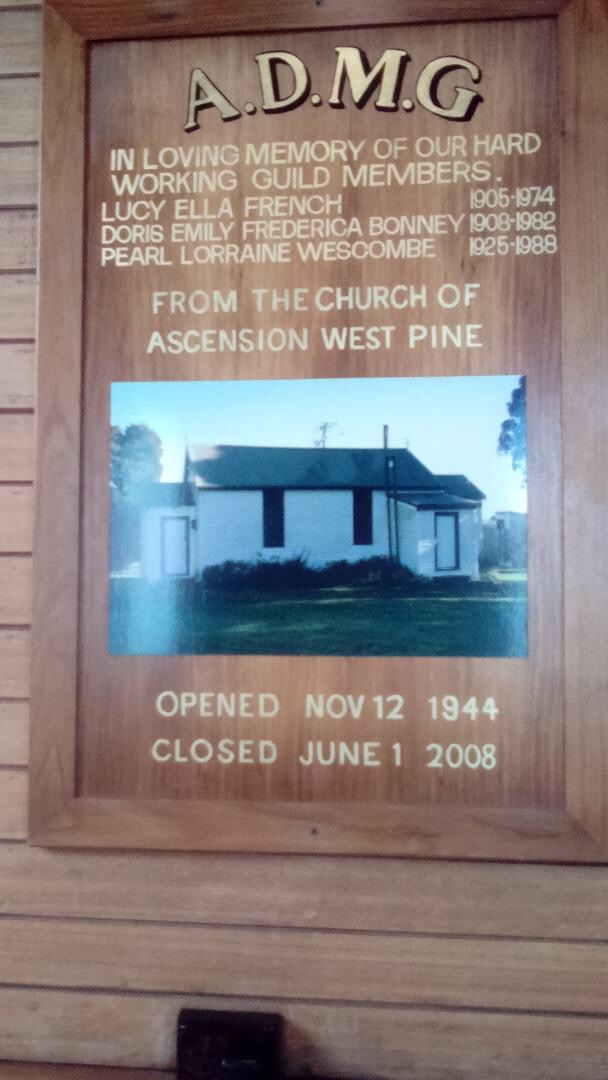 A.D.M.G
IN LOVING MEMORY OF OUR HARD
WORKING GUILD MEMBERS.
LUCY ELLA FRENCH 1905-1974
DORIS EMILY FREDERICA BONNEY 1908-1982
PEARL LORRAINE WESCOMBE 1925-1988
FROM THE CHURCH OF
ASCENSION WEST PINE
OPENED NOV 12 1944
CLOSED JUNE 1 2008